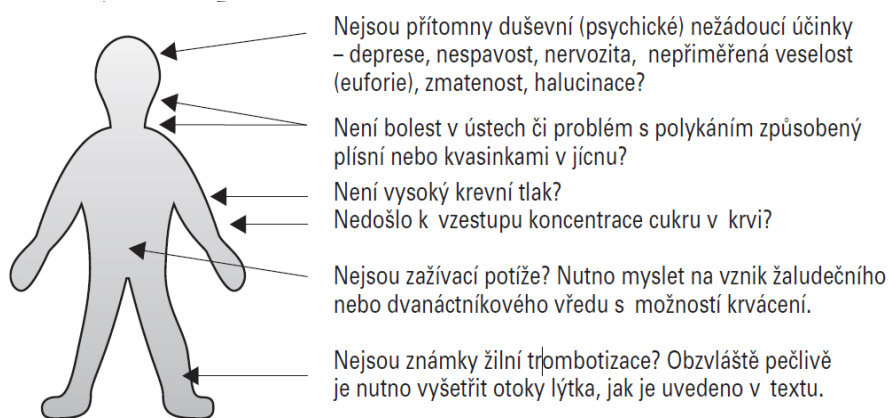 Nejsou přítomny duševní (psychické) nežádoucí účinky
– deprese, nespavost, nervozita, nepřiměřená veselost
(euforie), zmatenost, halucinace?
Není bolest v ústech či problém s polykáním způsobený
plísní nebo kvasinkami v jícnu?
Není vysoký krevní tlak?
Nedošlo k vzestupu koncentrace cukru v krvi?
Nejsou zažívací potíže? Nutno myslet na vznik žaludečního
nebo dvanáctníkového vředu s možností krvácení.
Nejsou známky žilní trombotizace? Obzvláště pečlivě
je nutno vyšetřit otoky lýtka, jak je uvedeno v textu.